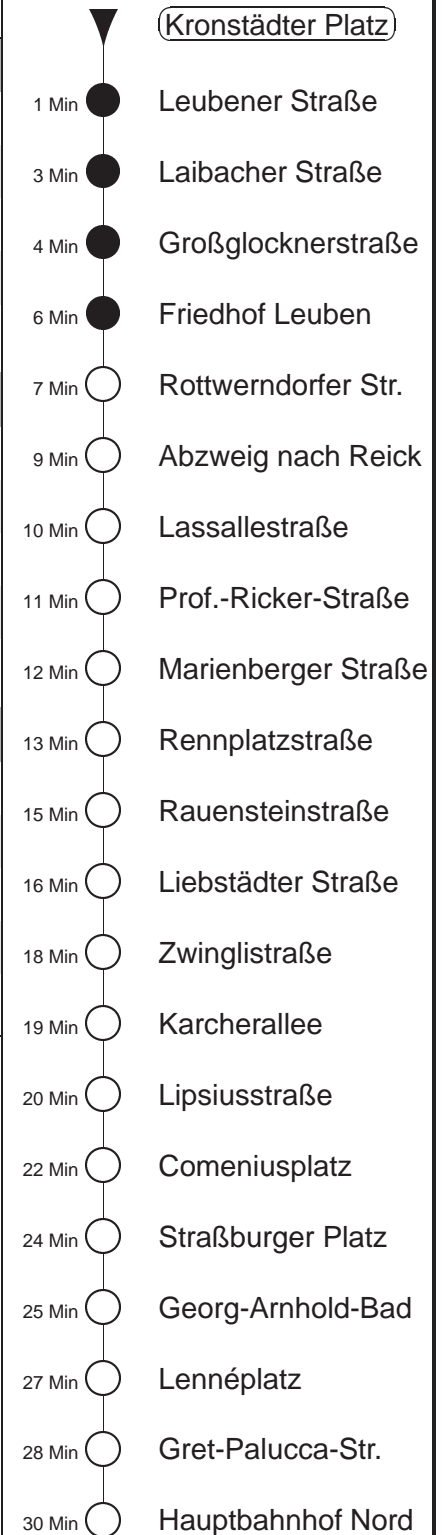 Kronstädter Platz
1 Min Leubener Straße
3 Min Laibacher Straße
4 Min Großglocknerstraße
6 Min Friedhof Leuben
7 Min Rottwerndorfer Str.
9 Min Abzweig nach Reick
10 Min Lassallestraße
11 Min Prof.-Ricker-Straße
12 Min Marienberger Straße
13 Min Rennplatzstraße
15 Min Rauensteinstraße
16 Min Liebstädter Straße
18 Min Zwinglistraße
19 Min Karcherallee
20 Min Lipsiusstraße
22 Min Comeniusplatz
24 Min Straßburger Platz
25 Min Georg-Arnhold-Bad
27 Min Lennéplatz
28 Min Gret-Palucca-Str.
30 Min Hauptbahnhof Nord